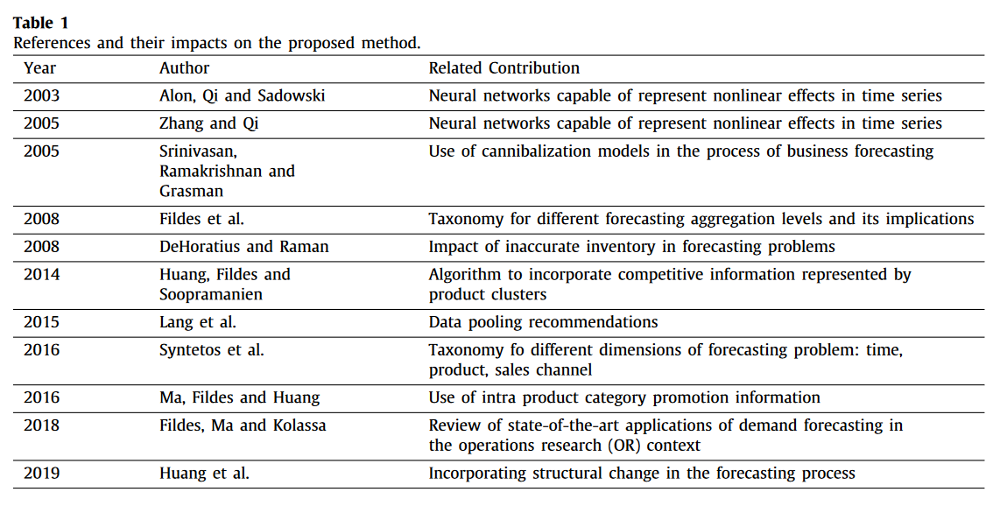 Table 1
References and their impacts on the proposed method.
Year Author Related Contribution
2003 Alon, Qi and Sadowski Neural networks capable of represent nonlinear effects in time series
2005 Zhang and Qi Neural networks capable of represent nonlinear effects in time series
2005 Srinivasan, Use of cannibalization models in the process of business forecasting
Ramakrishnan and
Grasman
2008 Fildes et al. Taxonomy for different forecasting aggregation levels and its implications
2008 DeHoratius and Raman Impact of inaccurate inventory in forecasting problems
2014 Huang, Fildes and Algorithm to incorporate competitive information represented by
Soopramanien product clusters
2015 Lang et al. Data pooling recommendations
2016 Syntetos et al. Taxonomy fo different dimensions of forecasting problem: time,
product, sales channel
2016 Ma, Fildes and Huang Use of intra product category promotion information
2018 Fildes, Ma and Kolassa Review of state-of-the-art applications of demand forecasting in
the operations research (OR) context
2019 Huang et al. Incorporating structural change in the forecasting process